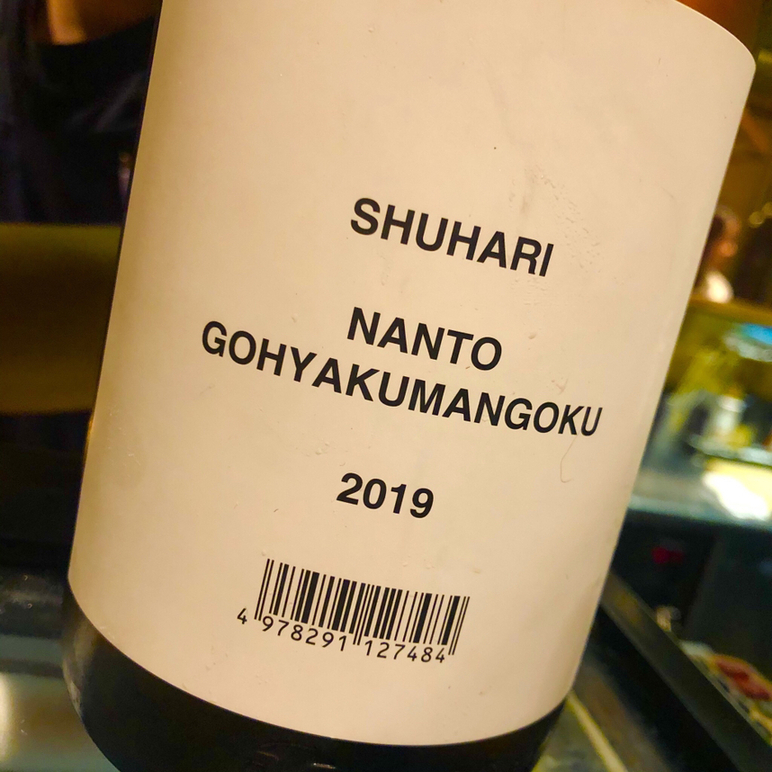 SHUHARI
NANTO
GOHYAKUMANGOKU
2019
4 978291 127484